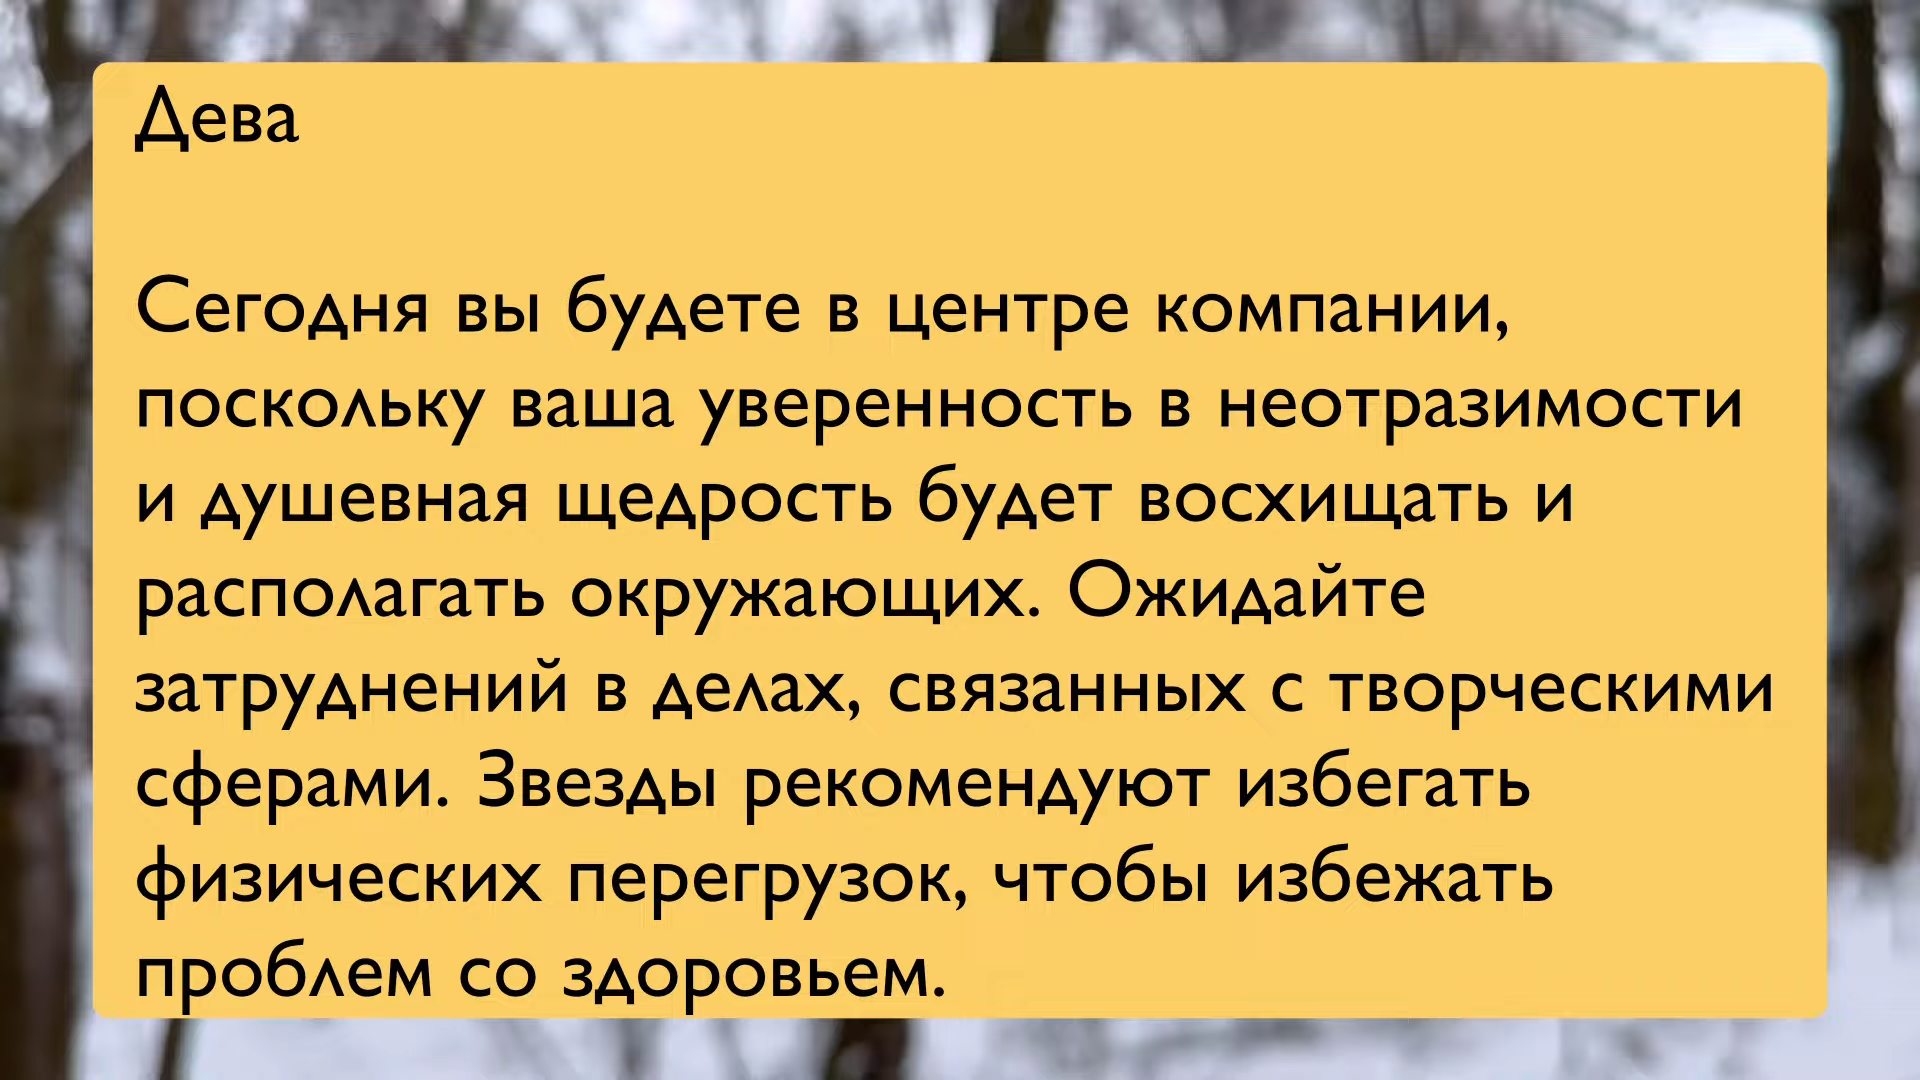 Дева
Сегодня вы будете в центре компании,
поскольку ваша уверенность в неотразимости
и душевная щедрость будет восхищать и
располагать окружающих. Ожидайте
затруднений в делах, связанных с творческими
сферами. Звезды рекомендуют избегать
физических перегрузок, чтобы избежать
проблем со здоровьем.